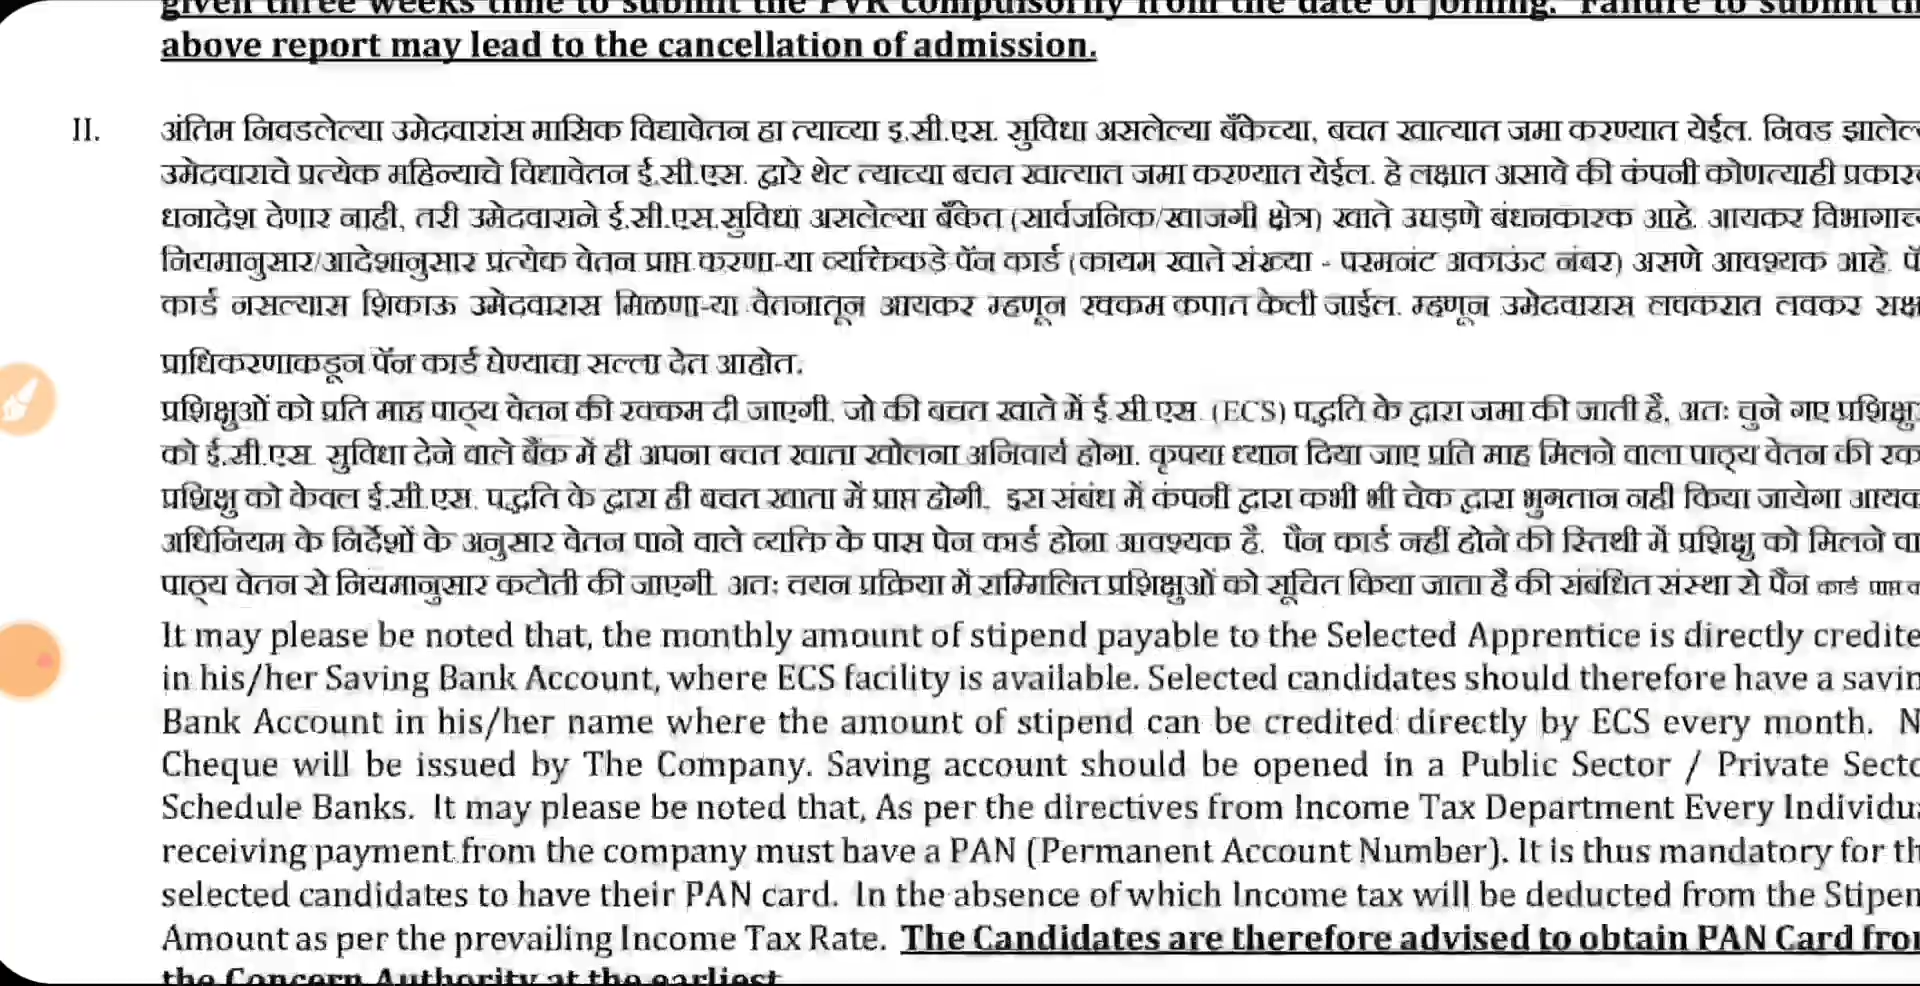 given three weeks time to submit the PVR compulsorily from the date of joining. Failure to submit
above report may lead to the cancellation of admission.
II. अंतिम निवडलेल्या उमेदवारांस मासिक विद्यावेतन हा त्याच्या इ.सी.एस. सुविधा असलेल्या बँकेच्या, बचत खात्यात जमा करण्यात येईल. निवड
उमेदवाराचे प्रत्येक महिन्याचे विद्यावेतन ई.सी.एस. द्वारे थेट त्याच्या बचत खात्यात जमा करण्यात येईल. हे लक्षात असावे की कंपनी कोणत्याही
धनादेश देणार नाही, तरी उमेदवाराने ई.सी.एस.सुविधा असलेल्या बँकेत (सार्वजनिक/खाजगी क्षेत्र) खाते उघडणे बंधनकारक आहे. आयकर
नियमानुसार/आदेशानुसार प्रत्येक वेतन प्राप्त करणा-या व्यक्तिकडे पॅन कार्ड (कायम खाते संख्या - परमनंट अकाऊंट नंबर) असणे आवश्यक आहे.
कार्ड नसल्यास शिकाऊ उमेदवारास मिळणा-या वेतनातून आयकर म्हणून रक्कम कपात केली जाईल. म्हणून उमेदवारास लवकरात लवकर
प्राधिकरणाकडून पॅन कार्ड घेण्याचा सल्ला देत आहोत.
प्रशिक्षुओं को प्रति माह पाठ्य वेतन की रक्कम दी जाएगी. जो की बचत खाते में ई.सी.एस. (ECS) पद्धति के द्वारा जमा की जाती है, अतः चुने गए
को ई.सी.एस. सुविधा देने वाले बैंक में ही अपना बचत खाता खोलना अनिवार्य होगा. कृपया ध्यान दिया जाए प्रति माह मिलने वाला पाठ्य वेतन की
प्रशिक्षु को केवल ई.सी.एस. पद्धति के द्वारा ही बचत खाता में प्राप्त होगी. इस संबंध में कंपनी द्वारा कभी भी चेक द्वारा भुगतान नही किया जायेगा
अधिनियम के निर्देशों के अनुसार वेतन पाने वाले व्यक्ति के पास पेन कार्ड होना आवश्यक है. पैन कार्ड नहीं होने की स्तिथी में प्रशिक्षु को मिलने
पाठ्य वेतन से नियमानुसार कटोती की जाएगी. अतः चयन प्रक्रिया में सम्मिलित प्रशिक्षुओं को सूचित किया जाता है की संबंधित संस्था से पैन कार्ड प्राप्त
It may please be noted that, the monthly amount of stipend payable to the Selected Apprentice is directly
in his/her Saving Bank Account, where ECS facility is available. Selected candidates should therefore have a
Bank Account in his/her name where the amount of stipend can be credited directly by ECS every month.
Cheque will be issued by The Company. Saving account should be opened in a Public Sector / Private
Schedule Banks. It may please be noted that, As per the directives from Income Tax Department Every
receiving payment from the company must have a PAN (Permanent Account Number). It is thus mandatory for
selected candidates to have their PAN card. In the absence of which Income tax will be deducted from the
Amount as per the prevailing Income Tax Rate. The Candidates are therefore advised to obtain PAN Card
the Concern Authority at the earliest